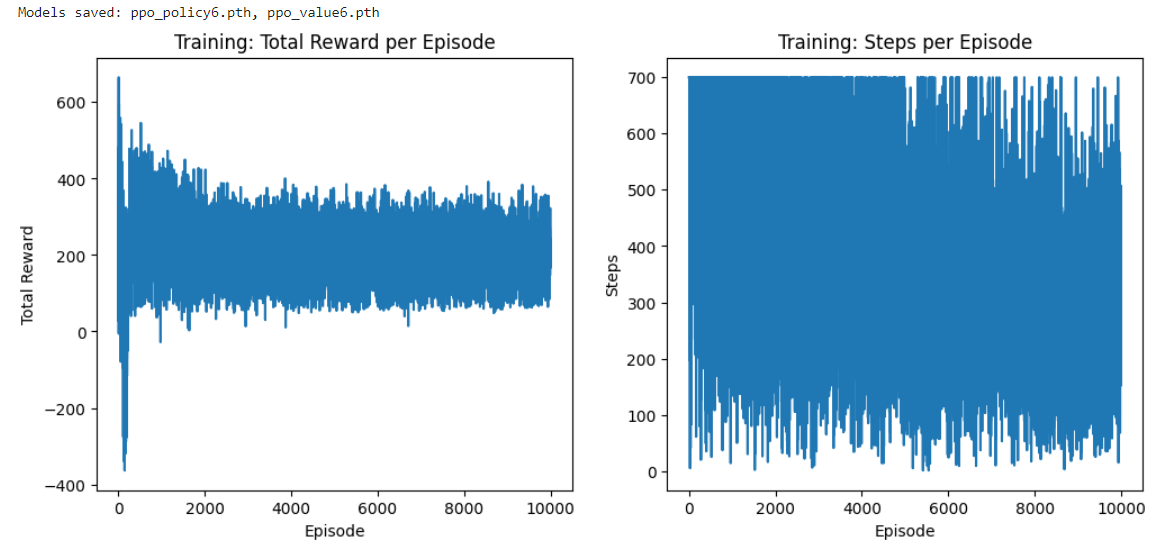 Models saved: ppo_policy6.pth, ppo_value6.pth
Training: Total Reward per Episode
Total Reward
600
400
200
0
−200
−400
0 2000 4000 6000 8000 10000
Episode
Training: Steps per Episode
Steps
700
600
500
400
300
200
100
0
0 2000 4000 6000 8000 10000
Episode